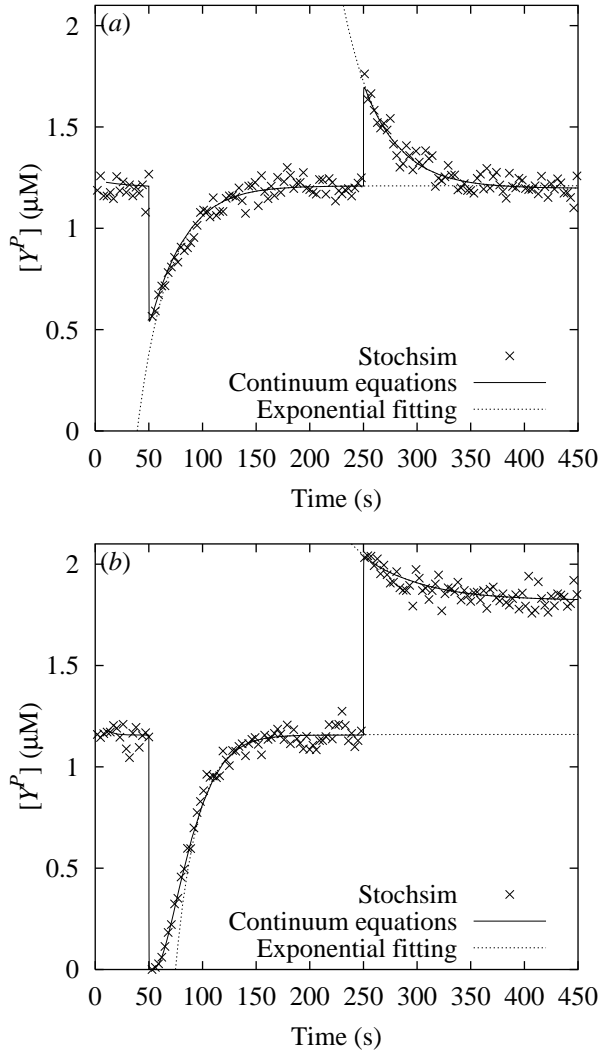 (a)
2
1.5
1
0.5
0
[Y^P] (μM)
Stochsim
Continuum equations
Exponential fitting
0 50 100 150 200 250 300 350 400 450
Time (s)
(b)
2
1.5
1
0.5
0
[Y^P] (μM)
Stochsim
Continuum equations
Exponential fitting
0 50 100 150 200 250 300 350 400 450
Time (s)